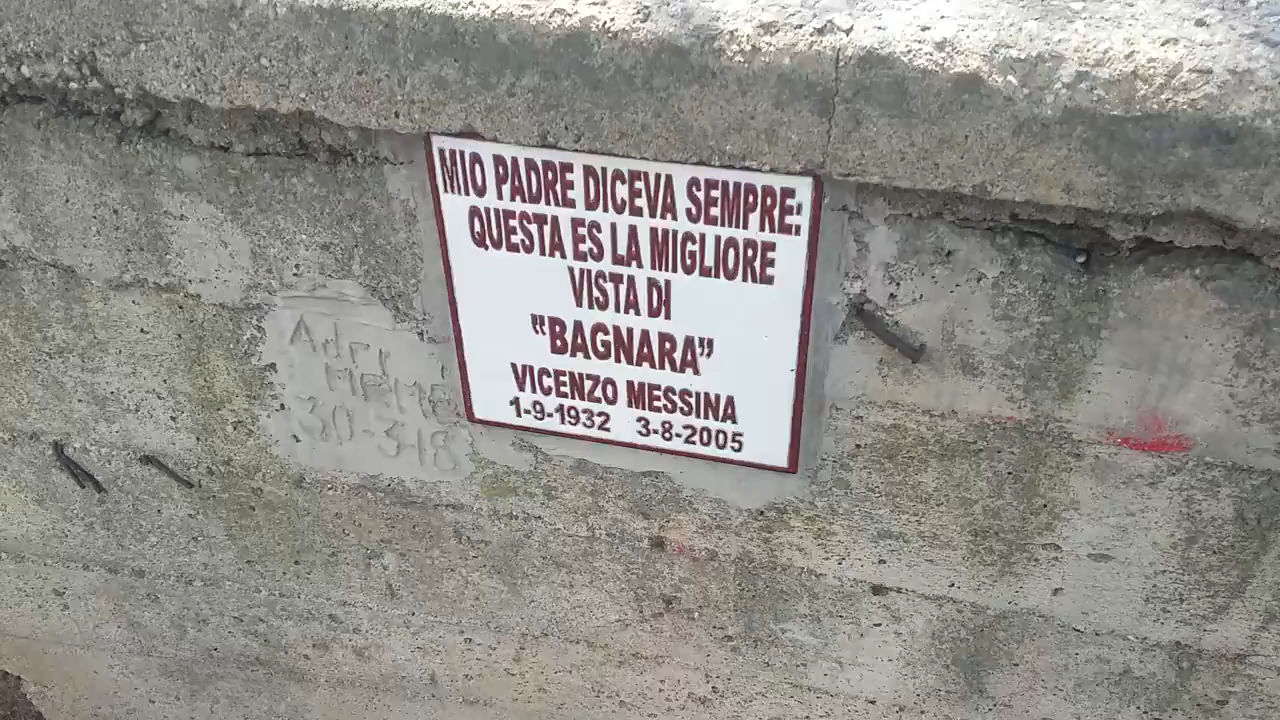 MIO PADRE DICEVA SEMPRE:
QUESTA ES LA MIGLIORE
VISTA DI
"BAGNARA"
VICENZO MESSINA
1-9-1932 3-8-2005
30-3-18